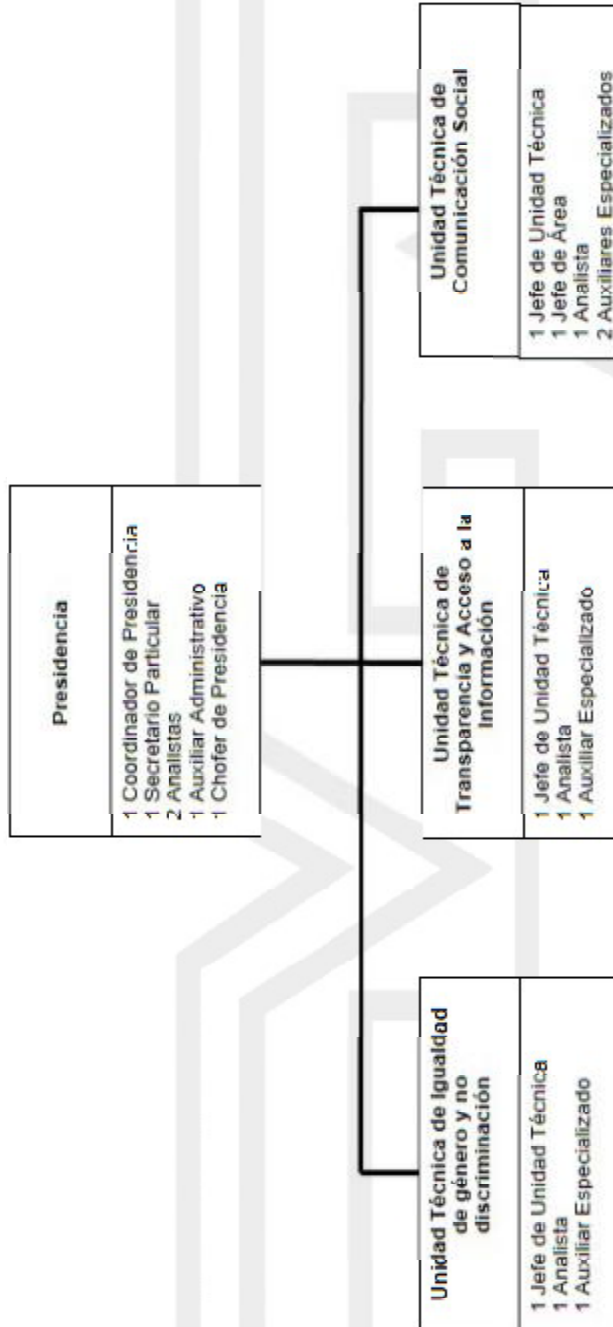 Presidencia
1 Coordinador de Presidencia
1 Secretario Particular
2 Analistas
1 Auxiliar Administrativo
1 Chofer de Presidencia
Unidad Técnica de Igualdad
de género y no
discriminación
1 Jefe de Unidad Técnica
1 Analista
1 Auxiliar Especializado
Unidad Técnica de
Transparencia y Acceso a la
Información
1 Jefe de Unidad Técnica
1 Analista
1 Auxiliar Especializado
Unidad Técnica de
Comunicación Social
1 Jefe de Unidad Técnica
1 Jefe de Área
1 Analista
2 Auxiliares Especializados